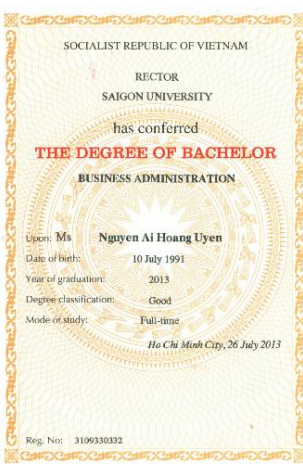 SOCIALIST REPUBLIC OF VIETNAM
RECTOR
SAIGON UNIVERSITY
has conferred
THE DEGREE OF BACHELOR
BUSINESS ADMINISTRATION
Upon: Ms Nguyen Ai Hoang Uyen
Date of birth: 10 July 1991
Year of graduation: 2013
Degree classification: Good
Mode of study: Full-time
Ho Chi Minh City, 26 July 2013
Reg. No: 3109330332